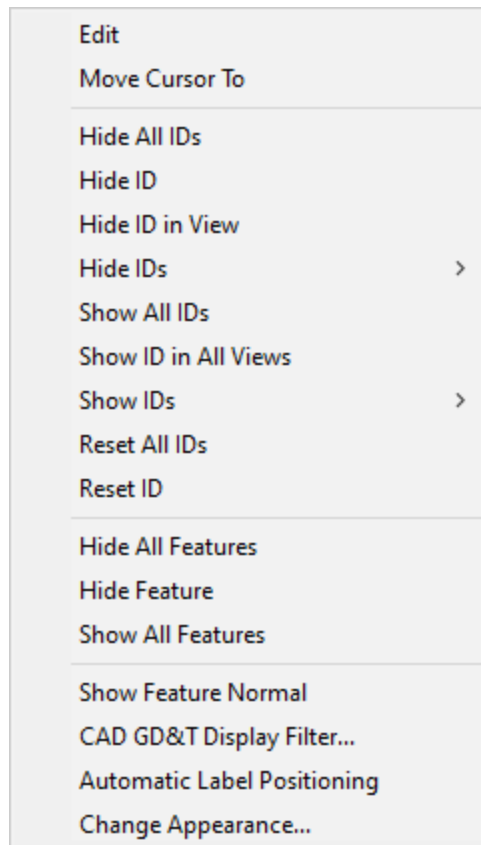 Edit
Move Cursor To
Hide All IDs
Hide ID
Hide ID in View
Hide IDs
Show All IDs
Show ID in All Views
Show IDs
Reset All IDs
Reset ID
Hide All Features
Hide Feature
Show All Features
Show Feature Normal
CAD GD&T Display Filter...
Automatic Label Positioning
Change Appearance...